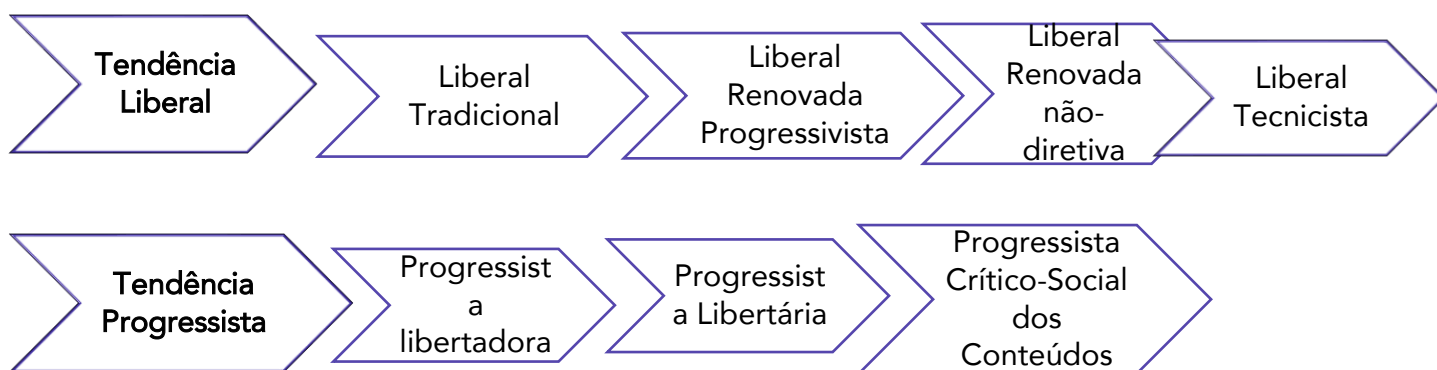 Tendência
Liberal
Liberal
Tradicional
Liberal
Renovada
Progressivista
Liberal
Renovada
não-
diretiva
Liberal
Tecnicista
Tendência
Progressista
Progressist
a
libertadora
Progressist
a Libertária
Progressista
Crítico-Social
dos
Conteúdos